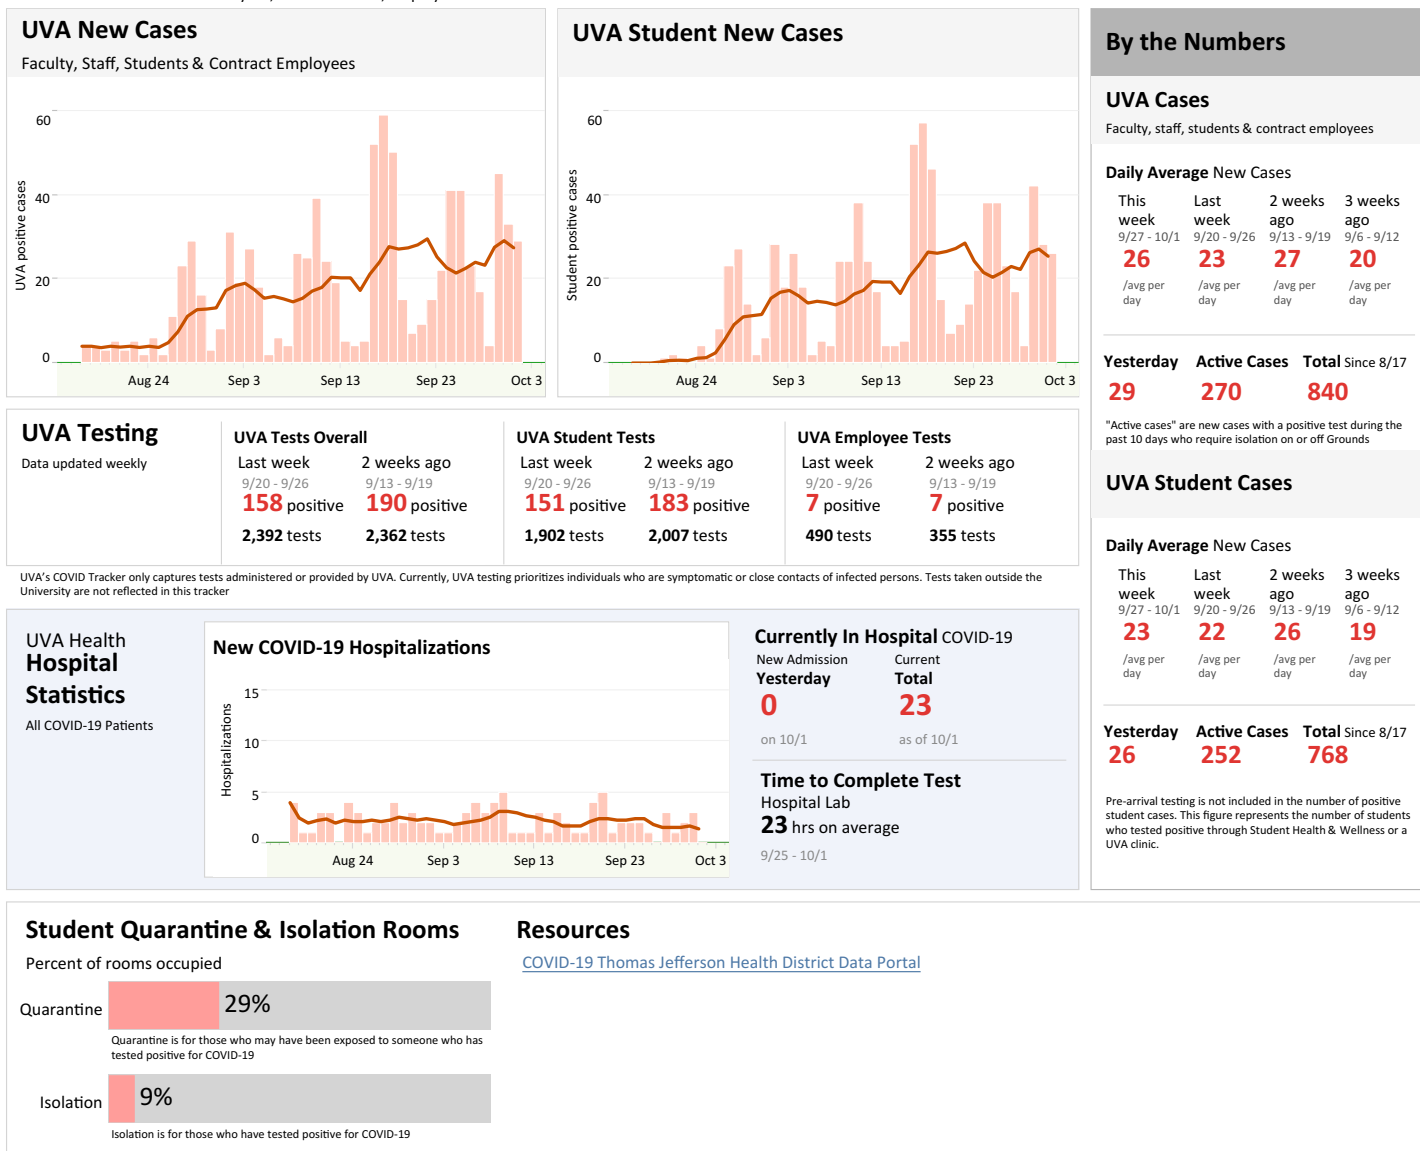 UVA New Cases
Faculty, Staff, Students & Contract Employees
UVA positive cases
60
40
20
0
Aug 24
Sep 3
Sep 13
Sep 23
Oct 3
UVA Student New Cases
Student positive cases
60
40
20
0
Aug 24
Sep 3
Sep 13
Sep 23
Oct 3
By the Numbers
UVA Cases
Faculty, staff, students & contract employees
Daily Average New Cases
This week
Last week
2 weeks ago
3 weeks ago
9/27 - 10/1
9/20 - 9/26
9/13 - 9/19
9/6 - 9/12
26
23
27
20
/avg per day
/avg per day
/avg per day
/avg per day
Yesterday
Active Cases
Total Since 8/17
29
270
840
"Active cases" are new cases with a positive test during the
past 10 days who require isolation on or off Grounds
UVA Student Cases
Daily Average New Cases
This week
Last week
2 weeks ago
3 weeks ago
9/27 - 10/1
9/20 - 9/26
9/13 - 9/19
9/6 - 9/12
23
22
26
19
/avg per day
/avg per day
/avg per day
/avg per day
Yesterday
Active Cases
Total Since 8/17
26
252
768
Pre-arrival testing is not included in the number of positive
student cases. This figure represents the number of students
who tested positive through Student Health & Wellness or a
UVA clinic.
UVA Testing
Data updated weekly
UVA Tests Overall
Last week
2 weeks ago
9/20 - 9/26
9/13 - 9/19
158 positive
190 positive
2,392 tests
2,362 tests
UVA Student Tests
Last week
2 weeks ago
9/20 - 9/26
9/13 - 9/19
151 positive
183 positive
1,902 tests
2,007 tests
UVA Employee Tests
Last week
2 weeks ago
9/20 - 9/26
9/13 - 9/19
7 positive
7 positive
490 tests
355 tests
UVA's COVID Tracker only captures tests administered or provided by UVA. Currently, UVA testing prioritizes individuals who are symptomatic or close contacts of infected persons. Tests taken outside the
University are not reflected in this tracker
UVA Health
Hospital
Statistics
All COVID-19 Patients
New COVID-19 Hospitalizations
Hospitalizations
15
10
5
0
Aug 24
Sep 3
Sep 13
Sep 23
Oct 3
Currently In Hospital COVID-19
New Admission
Yesterday
Current
Total
0
23
on 10/1
as of 10/1
Time to Complete Test
Hospital Lab
23 hrs on average
9/25 - 10/1
Student Quarantine & Isolation Rooms
Percent of rooms occupied
Quarantine
29%
Quarantine is for those who may have been exposed to someone who has
tested positive for COVID-19
Isolation
9%
Isolation is for those who have tested positive for COVID-19
Resources
COVID-19 Thomas Jefferson Health District Data Portal